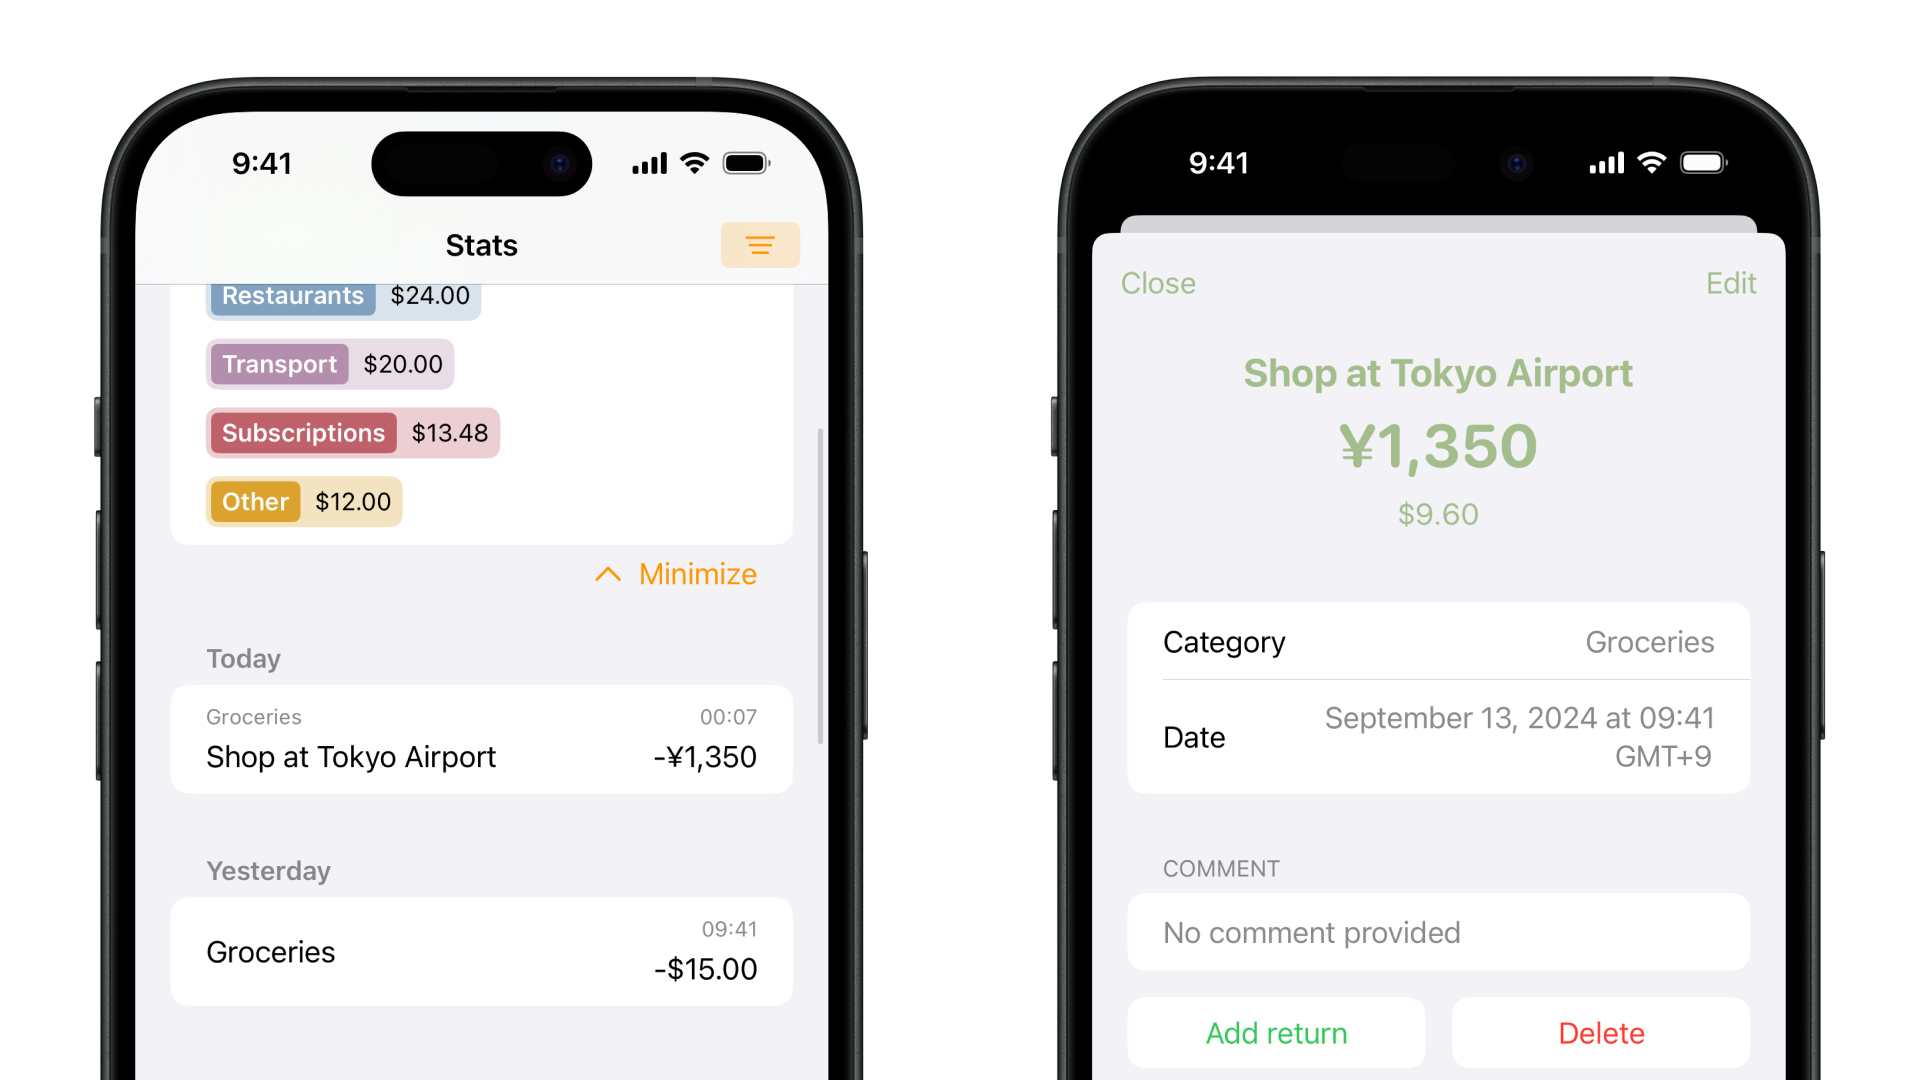 9:41
Stats
Restaurants $24.00
Transport $20.00
Subscriptions $13.48
Other $12.00
Minimize
Today
Groceries 00:07
Shop at Tokyo Airport -¥1,350
Yesterday
09:41
Groceries
-$15.00
9:41
Close Edit
Shop at Tokyo Airport
¥1,350
$9.60
Category Groceries
Date September 13, 2024 at 09:41
GMT+9
COMMENT
No comment provided
Add return Delete